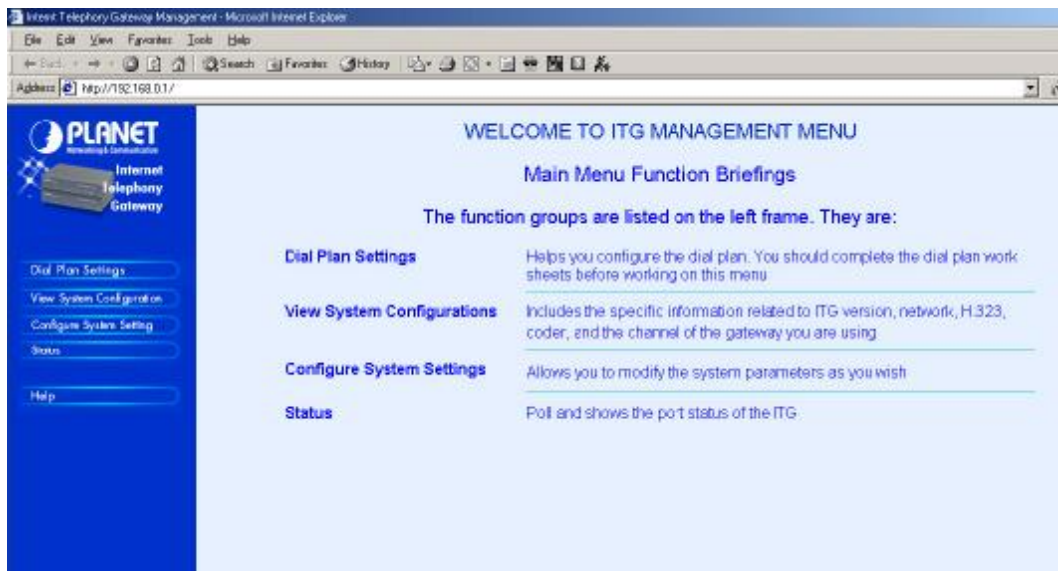 Internet Telephony Gateway Management - Microsoft Internet Explorer
File Edit View Favorites Tools Help
Back Search Favorites History
Address http://192.168.0.1/
PLANET
Networking & Communication
Internet
Telephony
Gateway
Dial Plan Settings
View System Configuration
Configure System Setting
Status
Help
WELCOME TO ITG MANAGEMENT MENU
Main Menu Function Briefings
The function groups are listed on the left frame. They are:
Dial Plan Settings Helps you configure the dial plan. You should complete the dial plan work
sheets before working on this menu
View System Configurations Includes the specific information related to ITG version, network, H.323,
coder, and the channel of the gateway you are using
Configure System Settings Allows you to modify the system parameters as you wish
Status Poll and shows the port status of the ITG